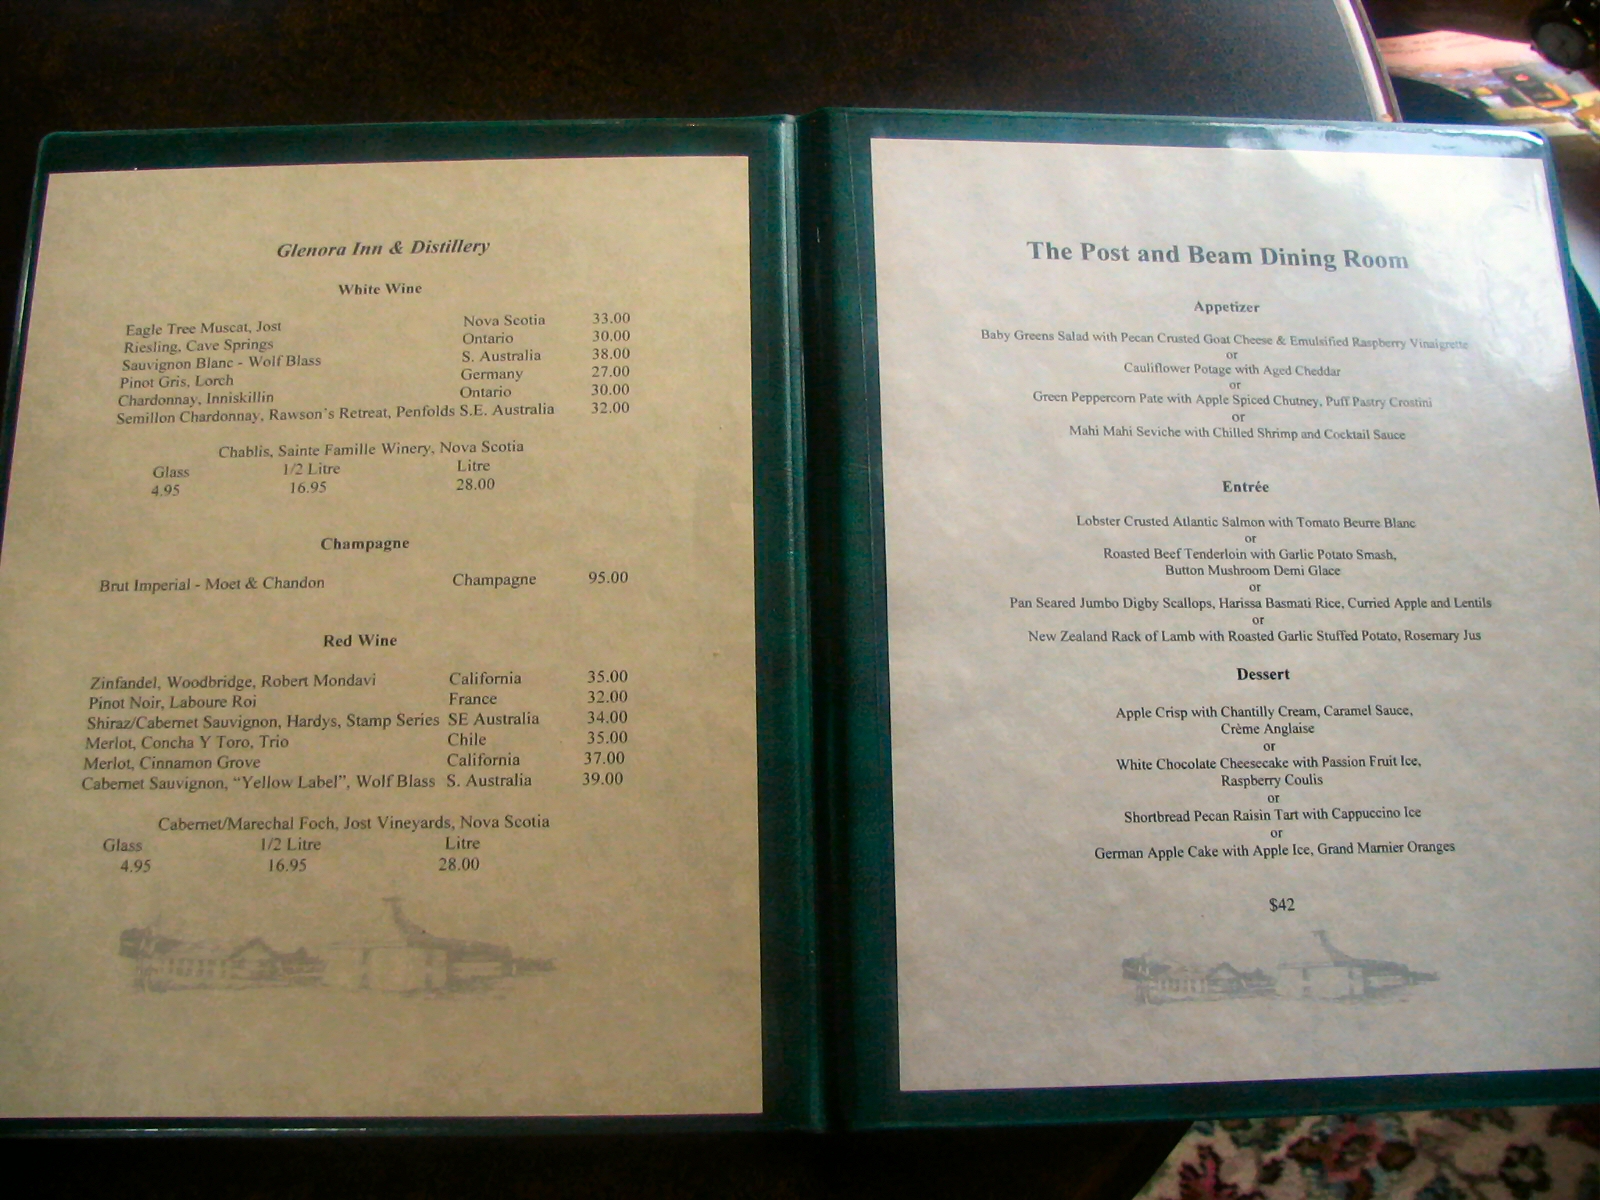 Glenora Inn & Distillery
White Wine
Eagle Tree Muscat, Jost Nova Scotia 33.00
Riesling, Cave Springs Ontario 30.00
Sauvignon Blanc - Wolf Blass S. Australia 38.00
Pinot Gris, Lorch Germany 27.00
Chardonnay, Inniskillin Ontario 30.00
Semillon Chardonnay, Rawson's Retreat, Penfolds S.E. Australia 32.00
Chablis, Sainte Famille Winery, Nova Scotia
Glass 1/2 Litre Litre
4.95 16.95 28.00
Champagne
Brut Imperial - Moet & Chandon Champagne 95.00
Red Wine
Zinfandel, Woodbridge, Robert Mondavi California 35.00
Pinot Noir, Laboure Roi France 32.00
Shiraz/Cabernet Sauvignon, Hardys, Stamp Series SE Australia 34.00
Merlot, Concha Y Toro, Trio Chile 35.00
Merlot, Cinnamon Grove California 37.00
Cabernet Sauvignon, "Yellow Label", Wolf Blass S. Australia 39.00
Cabernet/Marechal Foch, Jost Vineyards, Nova Scotia
Glass 1/2 Litre Litre
4.95 16.95 28.00
The Post and Beam Dining Room
Appetizer
Baby Greens Salad with Pecan Crusted Goat Cheese & Emulsified Raspberry Vinaigrette
or
Cauliflower Potage with Aged Cheddar
or
Green Peppercorn Pate with Apple Spiced Chutney, Puff Pastry Crostini
or
Mahi Mahi Seviche with Chilled Shrimp and Cocktail Sauce
Entrée
Lobster Crusted Atlantic Salmon with Tomato Beurre Blanc
or
Roasted Beef Tenderloin with Garlic Potato Smash,
Button Mushroom Demi Glace
or
Pan Seared Jumbo Digby Scallops, Harissa Basmati Rice, Curried Apple and Lentils
or
New Zealand Rack of Lamb with Roasted Garlic Stuffed Potato, Rosemary Jus
Dessert
Apple Crisp with Chantilly Cream, Caramel Sauce,
Crème Anglaise
or
White Chocolate Cheesecake with Passion Fruit Ice,
Raspberry Coulis
or
Shortbread Pecan Raisin Tart with Cappuccino Ice
or
German Apple Cake with Apple Ice, Grand Marnier Oranges
$42